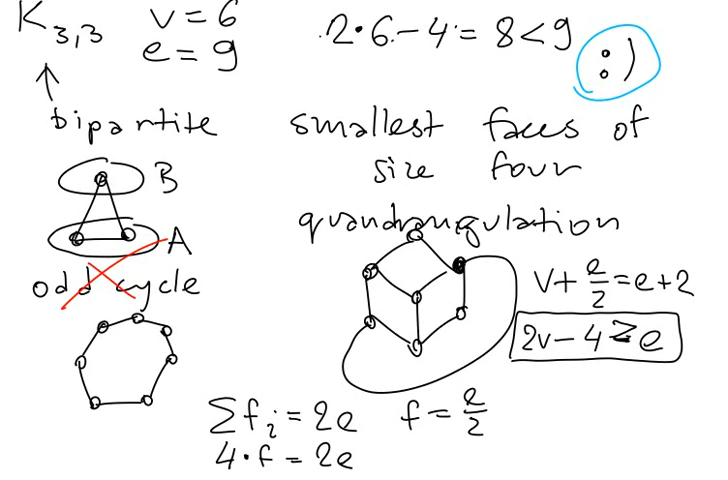 K3,3 v=6
e=9
2·6-4=8<9 :)
bipartite
B
A
odd cycle
smallest faces of
size four
quandrangulation
v+e/2=e+2
2v-4≥e
Σfi=2e f=e/2
4·f=2e